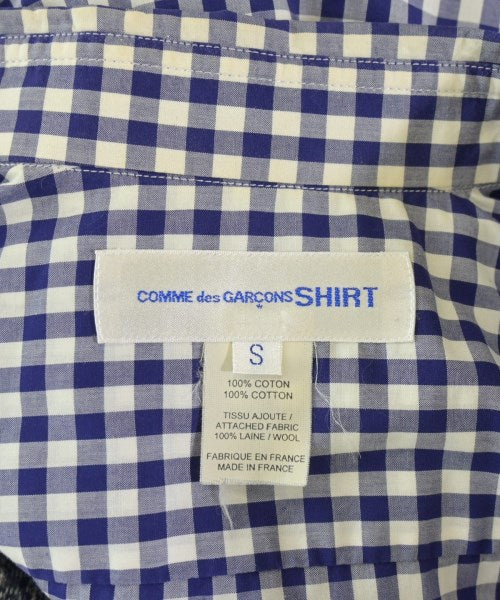 COMME des GARÇONS SHIRT
S
100% COTON
100% COTTON
TISSU AJOUTE /
ATTACHED FABRIC
100% LAINE / WOOL
FABRIQUE EN FRANCE
MADE IN FRANCE